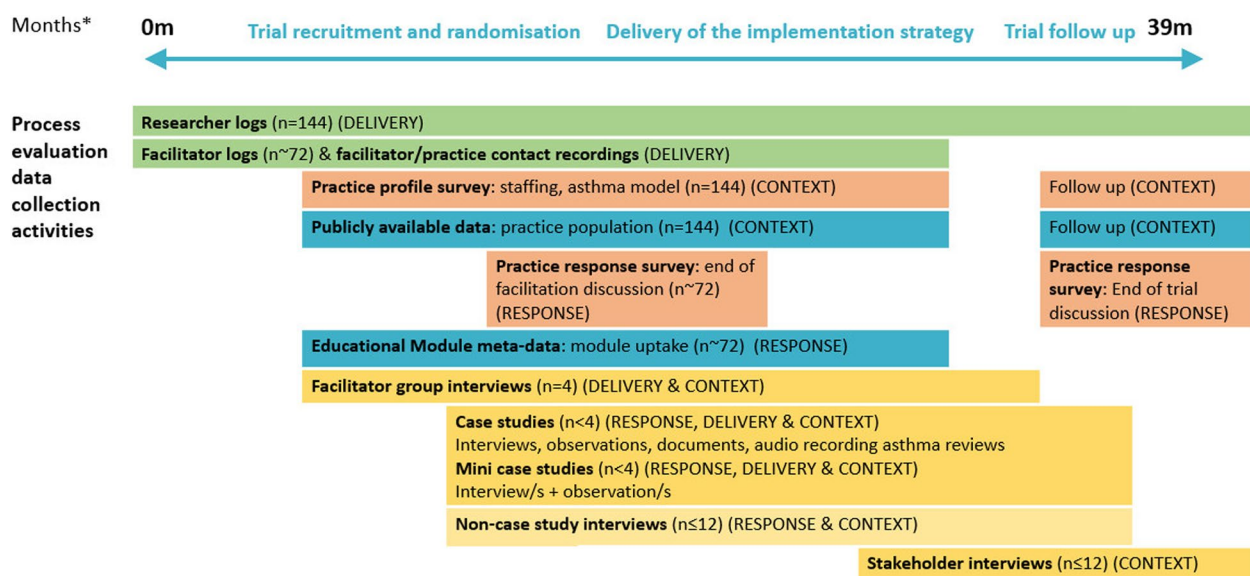 Months*
0m
Trial recruitment and randomisation
Delivery of the implementation strategy
Trial follow up
39m
Process
evaluation
data
collection
activities
Researcher logs (n=144) (DELIVERY)
Facilitator logs (n~72) & facilitator/practice contact recordings (DELIVERY)
Practice profile survey: staffing, asthma model (n=144) (CONTEXT)
Follow up (CONTEXT)
Publicly available data: practice population (n=144) (CONTEXT)
Follow up (CONTEXT)
Practice response survey: end of
facilitation discussion (n~72)
(RESPONSE)
Practice response
survey: End of trial
discussion (RESPONSE)
Educational Module meta-data: module uptake (n~72) (RESPONSE)
Facilitator group interviews (n=4) (DELIVERY & CONTEXT)
Case studies (n<4) (RESPONSE, DELIVERY & CONTEXT)
Interviews, observations, documents, audio recording asthma reviews
Mini case studies (n<4) (RESPONSE, DELIVERY & CONTEXT)
Interview/s + observation/s
Non-case study interviews (n≤12) (RESPONSE & CONTEXT)
Stakeholder interviews (n≤12) (CONTEXT)